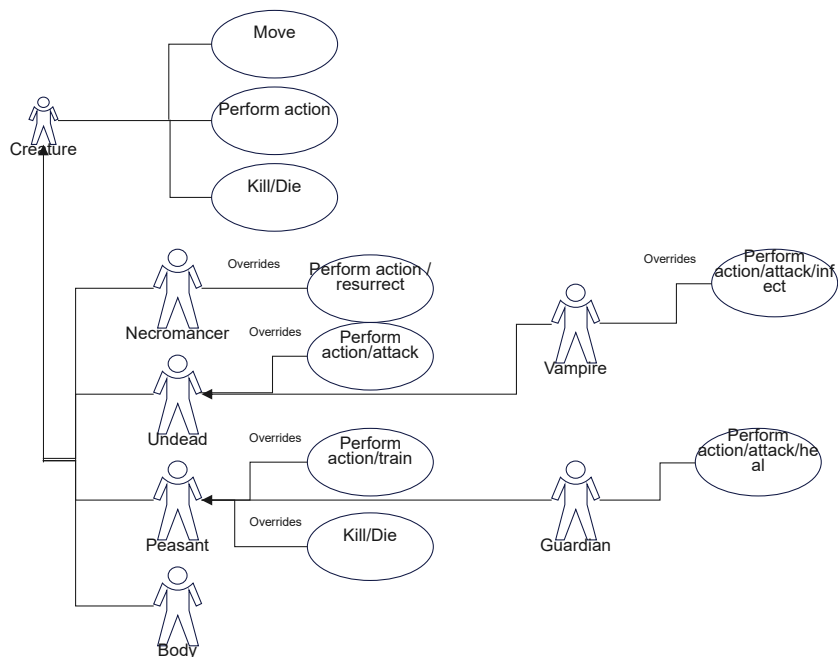 Move
Perform action
Creature
Kill/Die
Overrides
Perform action /
resurrect
Overrides
Perform
action/attack/inf
ect
Necromancer
Overrides
Perform
action/attack
Vampire
Undead
Overrides
Perform
action/train
Perform
action/attack/he
al
Peasant
Overrides
Kill/Die
Guardian
Body